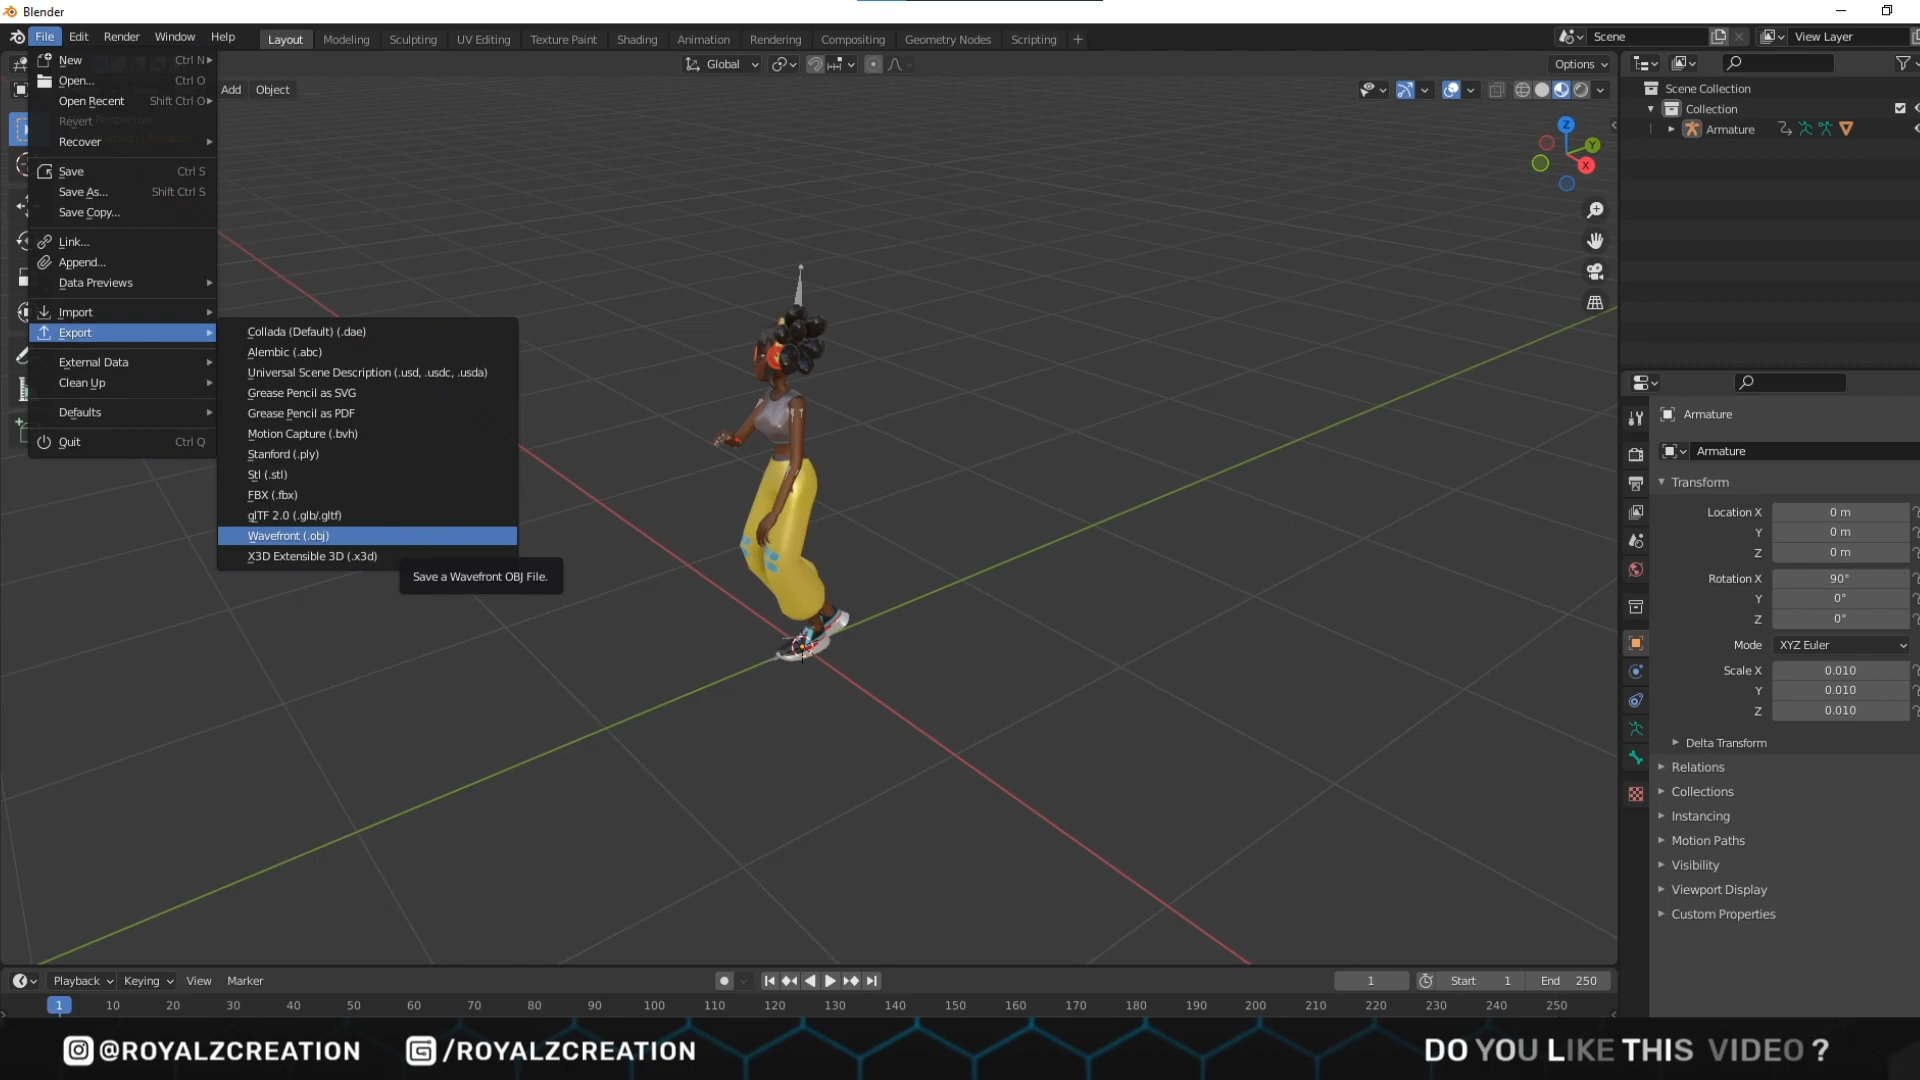 Blender
File Edit Render Window Help
Layout Modeling Sculpting UV Editing Texture Paint Shading Animation Rendering Compositing Geometry Nodes Scripting +
Scene View Layer
New Ctrl N
Open... Ctrl O
Open Recent Shift Ctrl O
Revert
Recover
Save Ctrl S
Save As... Shift Ctrl S
Save Copy...
Link...
Append...
Data Previews
Import
Export
External Data
Clean Up
Defaults
Quit Ctrl Q
Collada (Default) (.dae)
Alembic (.abc)
Universal Scene Description (.usd, .usdc, .usda)
Grease Pencil as SVG
Grease Pencil as PDF
Motion Capture (.bvh)
Stanford (.ply)
Stl (.stl)
FBX (.fbx)
glTF 2.0 (.glb/.gltf)
Wavefront (.obj)
X3D Extensible 3D (.x3d)
Save a Wavefront OBJ File.
Add Object
Global
Options
Z
Y
X
Scene Collection
Collection
Armature
Armature
Armature
Transform
Location X 0 m
Y 0 m
Z 0 m
Rotation X 90°
Y 0°
Z 0°
Mode XYZ Euler
Scale X 0.010
Y 0.010
Z 0.010
Delta Transform
Relations
Collections
Instancing
Motion Paths
Visibility
Viewport Display
Custom Properties
Playback Keying View Marker
1 Start 1 End 250
1 10 20 30 40 50 60 70 80 90 100 110 120 130 140 150 160 170 180 190 200 210 220 230 240 250
@ROYALZCREATION
/ROYALZCREATION
DO YOU LIKE THIS VIDEO ?